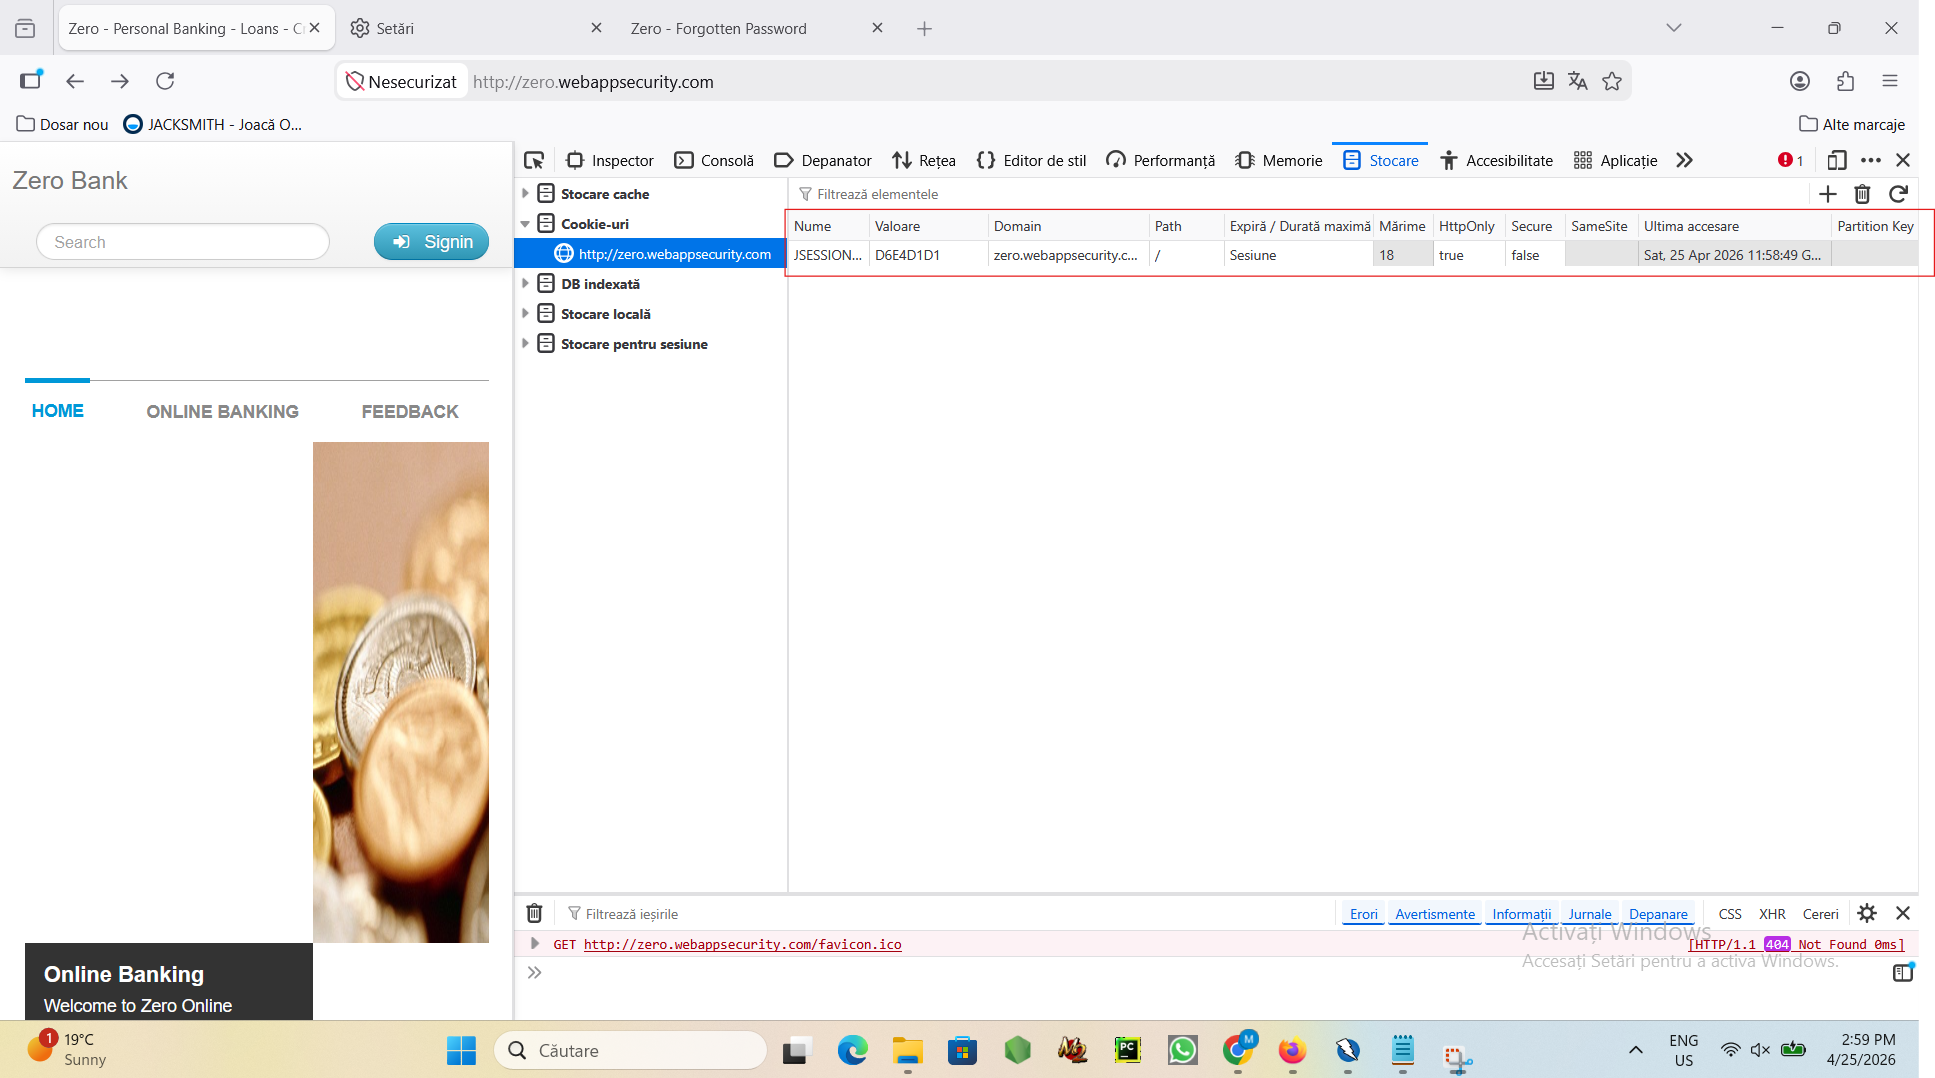 Zero - Personal Banking - Loans - Cr
Setări
Zero - Forgotten Password
Nesecurizat
http://zero.webappsecurity.com
Dosar nou
JACKSMITH - Joacă O...
Alte marcaje
Zero Bank
Search
Signin
HOME
ONLINE BANKING
FEEDBACK
Online Banking
Welcome to Zero Online
Inspector
Consolă
Depanator
Rețea
Editor de stil
Performanță
Memorie
Stocare
Accesibilitate
Aplicație
1
Stocare cache
Cookie-uri
http://zero.webappsecurity.com
DB indexată
Stocare locală
Stocare pentru sesiune
Filtrează elementele
Nume Valoare Domain Path Expiră / Durată maximă Mărime HttpOnly Secure SameSite Ultima accesare Partition Key
JSESSION... D6E4D1D1 zero.webappsecurity.c... / Sesiune 18 true false Sat, 25 Apr 2026 11:58:49 G...
Filtrează ieșirile
Erori Avertismente Informații Jurnale Depanare CSS XHR Cereri
GET http://zero.webappsecurity.com/favicon.ico
[HTTP/1.1 404 Not Found 0ms]
Activați Windows
Accesați Setări pentru a activa Windows.
1
19°C
Sunny
Căutare
PC
M
ENG
US
2:59 PM
4/25/2026